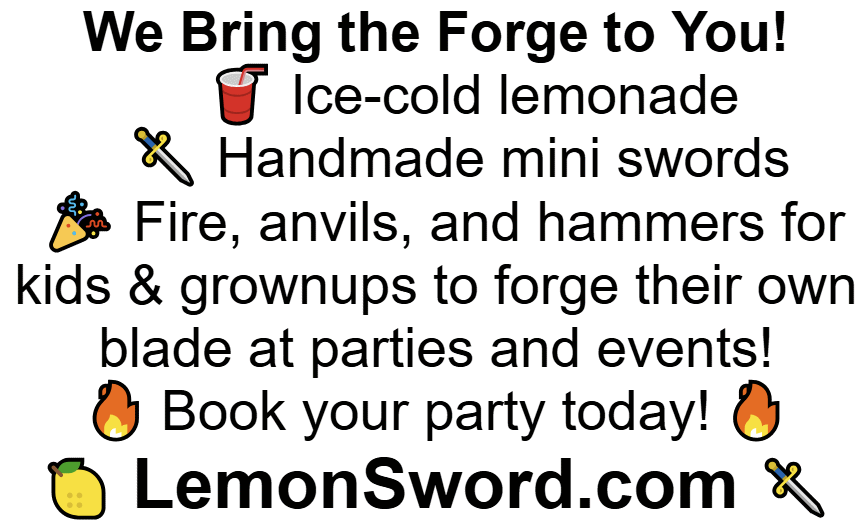 We Bring the Forge to You!
🥤 Ice-cold lemonade
🗡️ Handmade mini swords
🎉 Fire, anvils, and hammers for
kids & grownups to forge their own
blade at parties and events!
🔥 Book your party today! 🔥
🍋 LemonSword.com 🗡️